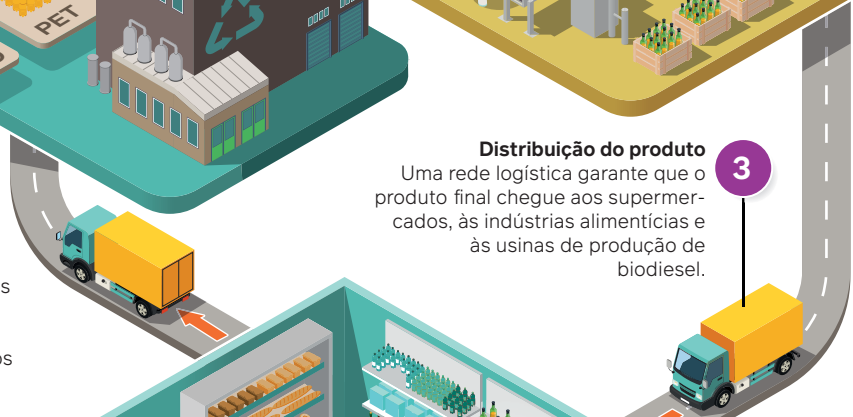 PET
Distribuição do produto
3
Uma rede logística garante que o
produto final chegue aos supermer-
cados, às indústrias alimentícias e
às usinas de produção de
biodiesel.